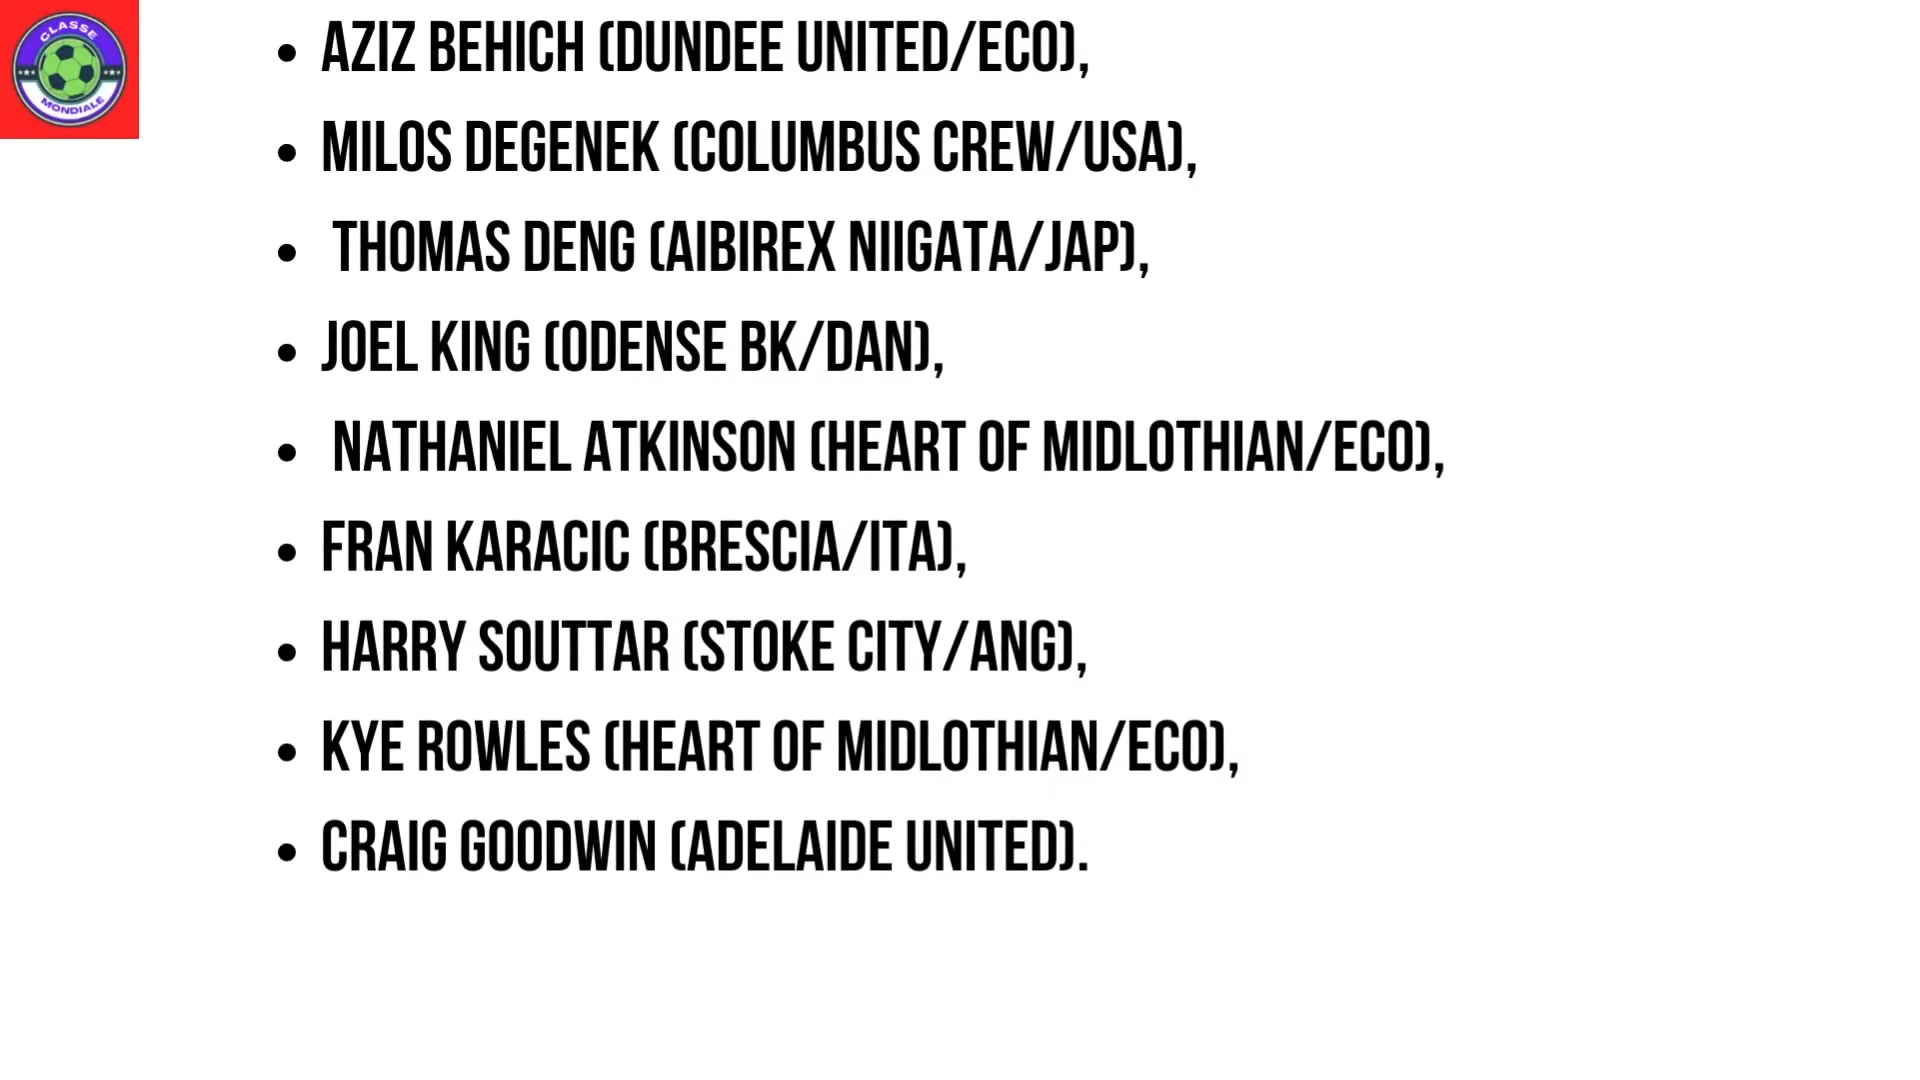 CLASSE
MONDIALE
• AZIZ BEHICH (DUNDEE UNITED/ECO),
• MILOS DEGENEK (COLUMBUS CREW/USA),
• THOMAS DENG (AIBIREX NIIGATA/JAP),
• JOEL KING (ODENSE BK/DAN),
• NATHANIEL ATKINSON (HEART OF MIDLOTHIAN/ECO),
• FRAN KARACIC (BRESCIA/ITA),
• HARRY SOUTTAR (STOKE CITY/ANG),
• KYE ROWLES (HEART OF MIDLOTHIAN/ECO),
• CRAIG GOODWIN (ADELAIDE UNITED).